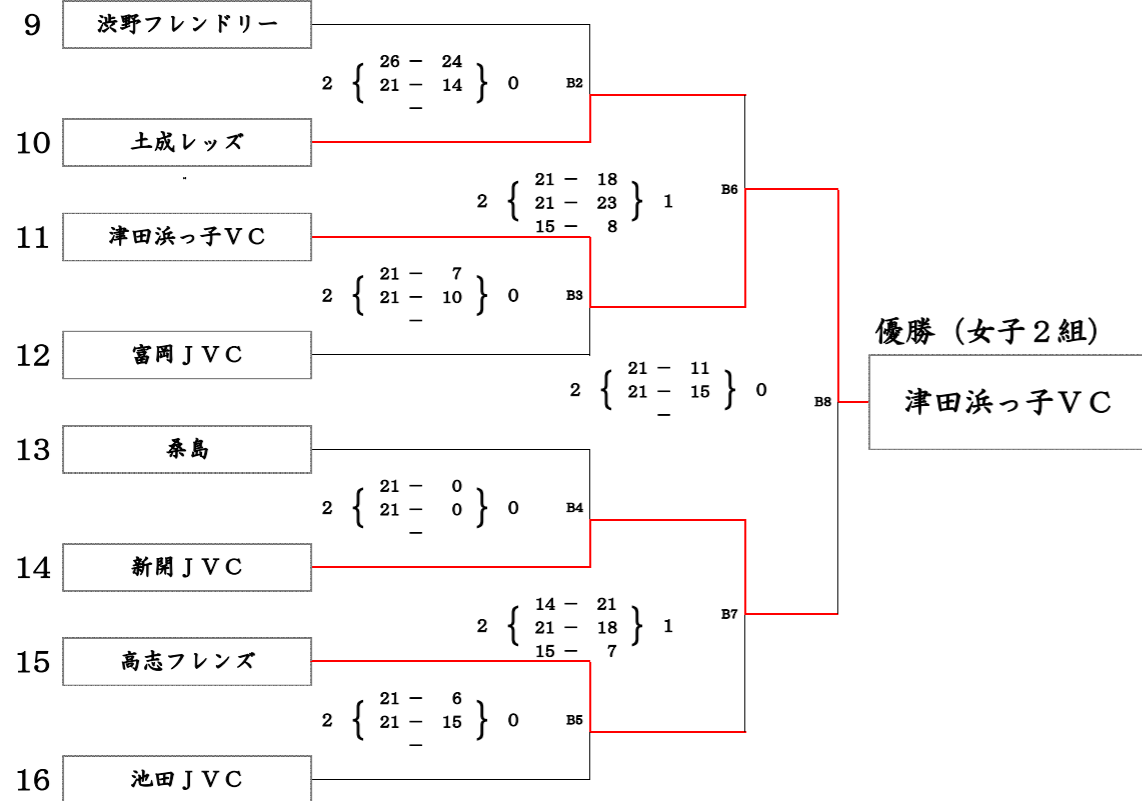 9 渋野フレンドリー
2 { 26 － 24 } 0
21 － 14
－
B2
10 土成レッズ
2 { 21 － 18 } 1
21 － 23
15 － 8
B6
11 津田浜っ子ＶＣ
2 { 21 － 7 } 0
21 － 10
－
B3
12 富岡ＪＶＣ
優勝（女子２組）
津田浜っ子ＶＣ
2 { 21 － 11 } 0
21 － 15
－
B8
13 桑島
2 { 21 － 0 } 0
21 － 0
－
B4
14 新開ＪＶＣ
2 { 14 － 21 } 1
21 － 18
15 － 7
B7
15 高志フレンズ
2 { 21 － 6 } 0
21 － 15
－
B5
16 池田ＪＶＣ